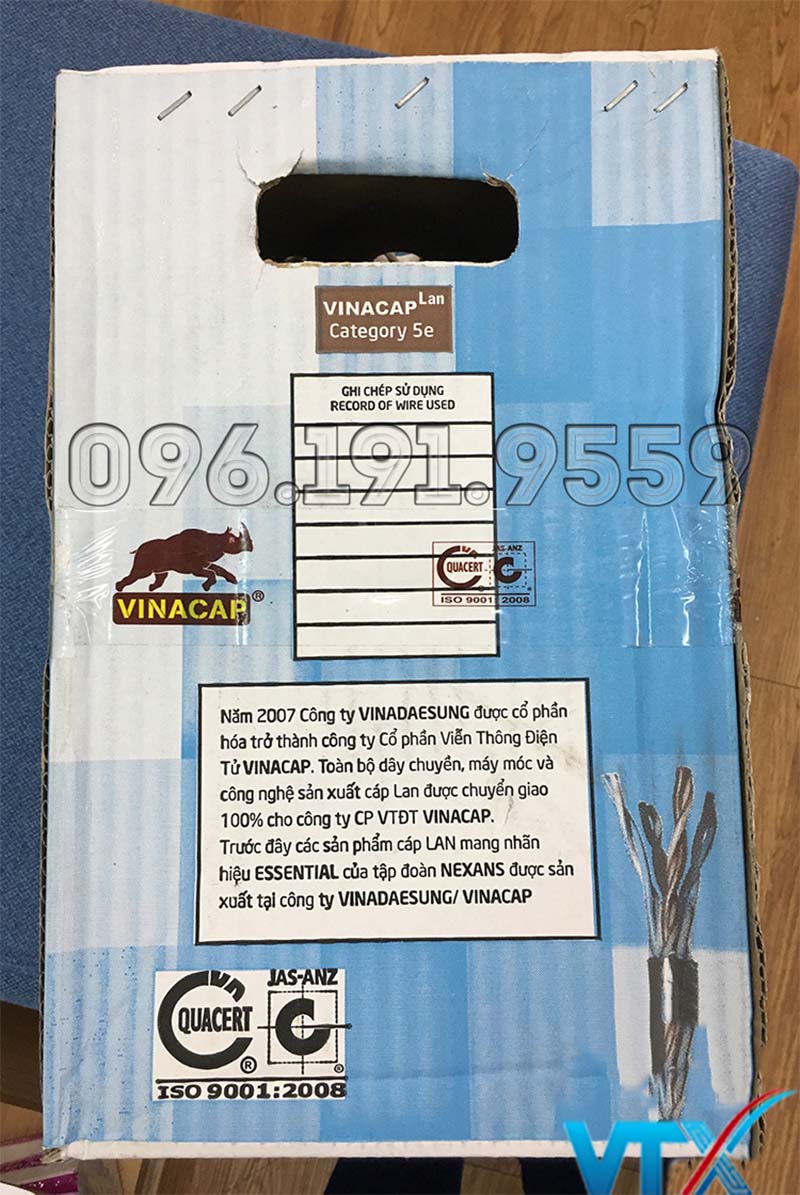 VINACAP Lan
Category 5e
GHI CHÉP SỬ DỤNG
RECORD OF WIRE USED
096.191.9559
VINACAP ®
QUACERT JAS-ANZ
ISO 9001:2008
Năm 2007 Công ty VINADAESUNG được cổ phần
hóa trở thành công ty Cổ phần Viễn Thông Điện
Tử VINACAP. Toàn bộ dây chuyền, máy móc và
công nghệ sản xuất cáp Lan được chuyển giao
100% cho công ty CP VTĐT VINACAP.
Trước đây các sản phẩm cáp LAN mang nhãn
hiệu ESSENTIAL của tập đoàn NEXANS được sản
xuất tại công ty VINADAESUNG/ VINACAP
JAS-ANZ
QUACERT ® ®
ISO 9001:2008
VTX